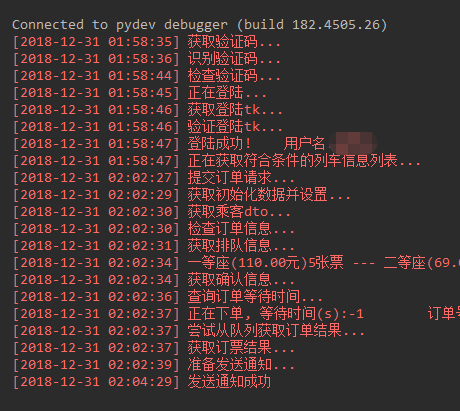 Connected to pydev debugger (build 182.4505.26)
[2018-12-31 01:58:35] 获取验证码...
[2018-12-31 01:58:36] 识别验证码...
[2018-12-31 01:58:44] 检查验证码...
[2018-12-31 01:58:45] 正在登陆...
[2018-12-31 01:58:46] 获取登陆tk...
[2018-12-31 01:58:46] 验证登陆tk...
[2018-12-31 01:58:47] 登陆成功! 用户名
[2018-12-31 01:58:47] 正在获取符合条件的列车信息列表...
[2018-12-31 02:02:27] 提交订单请求...
[2018-12-31 02:02:29] 获取初始化数据并设置...
[2018-12-31 02:02:30] 获取乘客dto...
[2018-12-31 02:02:30] 检查订单信息...
[2018-12-31 02:02:31] 获取排队信息...
[2018-12-31 02:02:34] 一等座(110.00元)5张票 --- 二等座(69.
[2018-12-31 02:02:34] 获取确认信息...
[2018-12-31 02:02:36] 查询订单等待时间...
[2018-12-31 02:02:37] 正在下单, 等待时间(s):-1 订单
[2018-12-31 02:02:37] 尝试从队列获取订单结果...
[2018-12-31 02:02:37] 获取订票结果...
[2018-12-31 02:02:39] 准备发送通知...
[2018-12-31 02:04:29] 发送通知成功